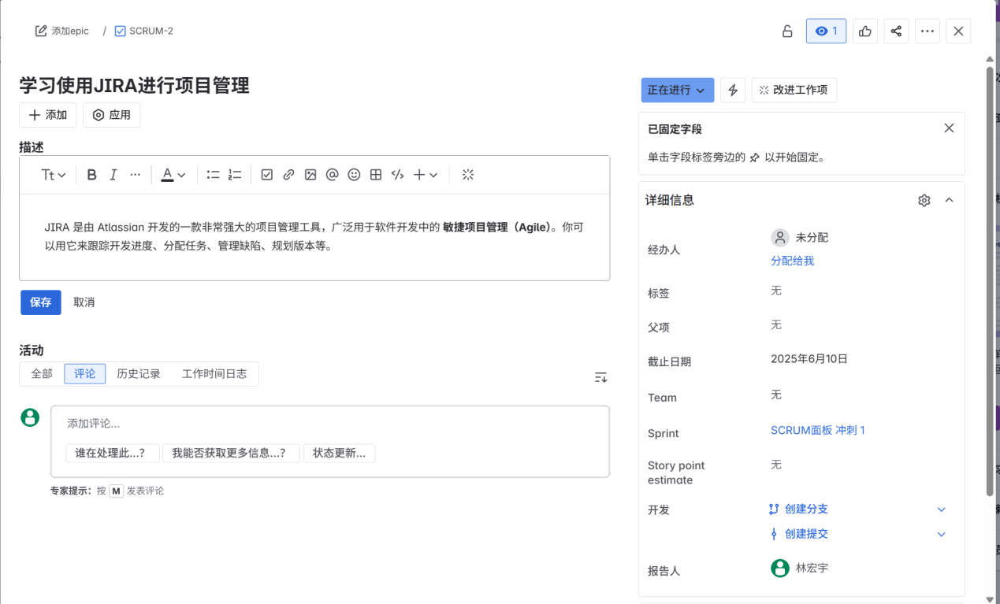 添加epic / SCRUM-2
1
学习使用JIRA进行项目管理
添加 应用
描述
Tt B I ... A @ </>
JIRA 是由 Atlassian 开发的一款非常强大的项目管理工具，广泛用于软件开发中的 敏捷项目管理（Agile）。你可
以用它来跟踪开发进度、分配任务、管理缺陷、规划版本等。
保存 取消
活动
全部 评论 历史记录 工作时间日志
添加评论...
谁在处理此...? 我能否获取更多信息...? 状态更新...
专家提示：按 M 发表评论
正在进行 改进工作项
已固定字段
单击字段标签旁边的 以开始固定。
详细信息
经办人 未分配
分配给我
标签 无
父项 无
截止日期 2025年6月10日
Team 无
Sprint SCRUM面板 冲刺 1
Story point 无
estimate
开发 创建分支
创建提交
报告人 林宏宇